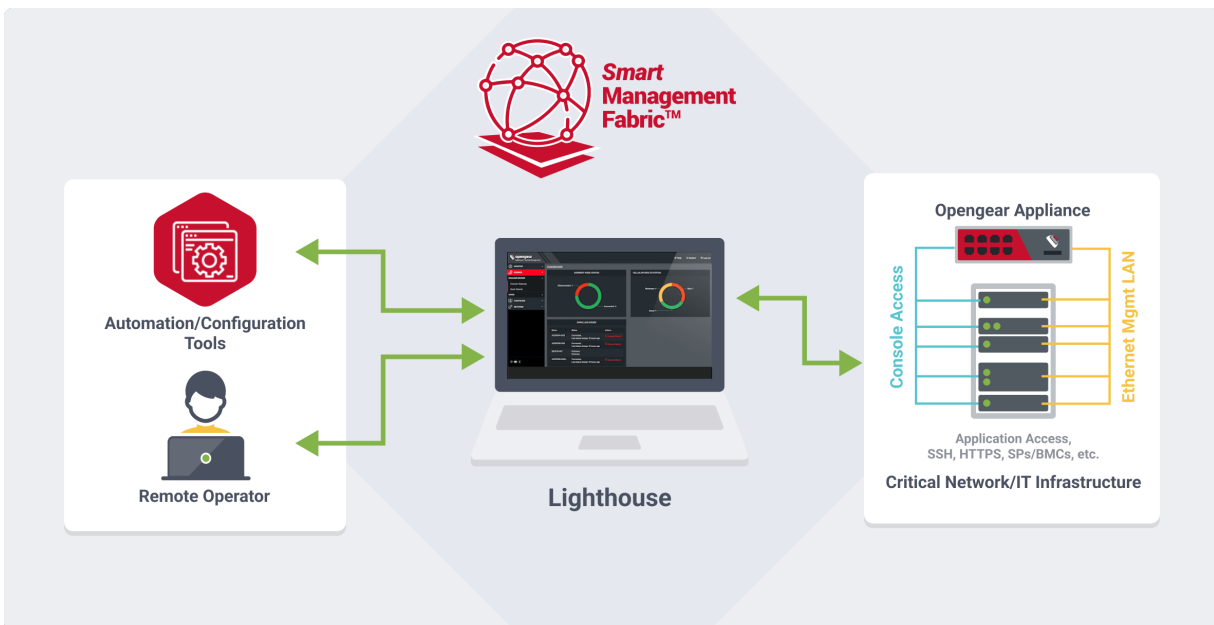 Smart
Management
Fabric™
Automation/Configuration
Tools
Remote Operator
opengear
Lighthouse
Opengear Appliance
Console Access
Ethernet Mgmt LAN
Application Access,
SSH, HTTPS, SPs/BMCs, etc.
Critical Network/IT Infrastructure